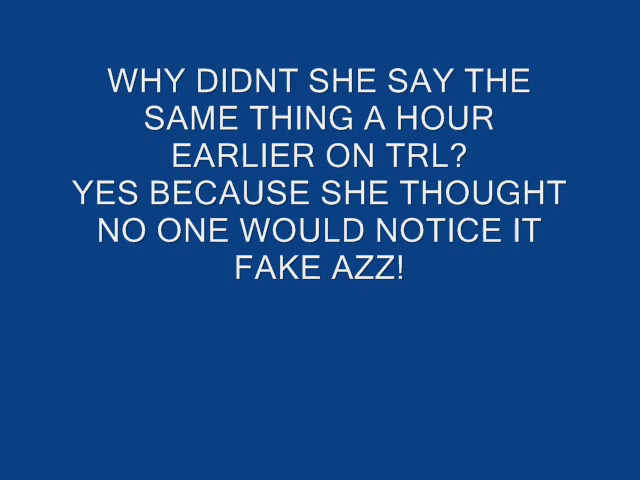 WHY DIDNT SHE SAY THE
SAME THING A HOUR
EARLIER ON TRL?
YES BECAUSE SHE THOUGHT
NO ONE WOULD NOTICE IT
FAKE AZZ!